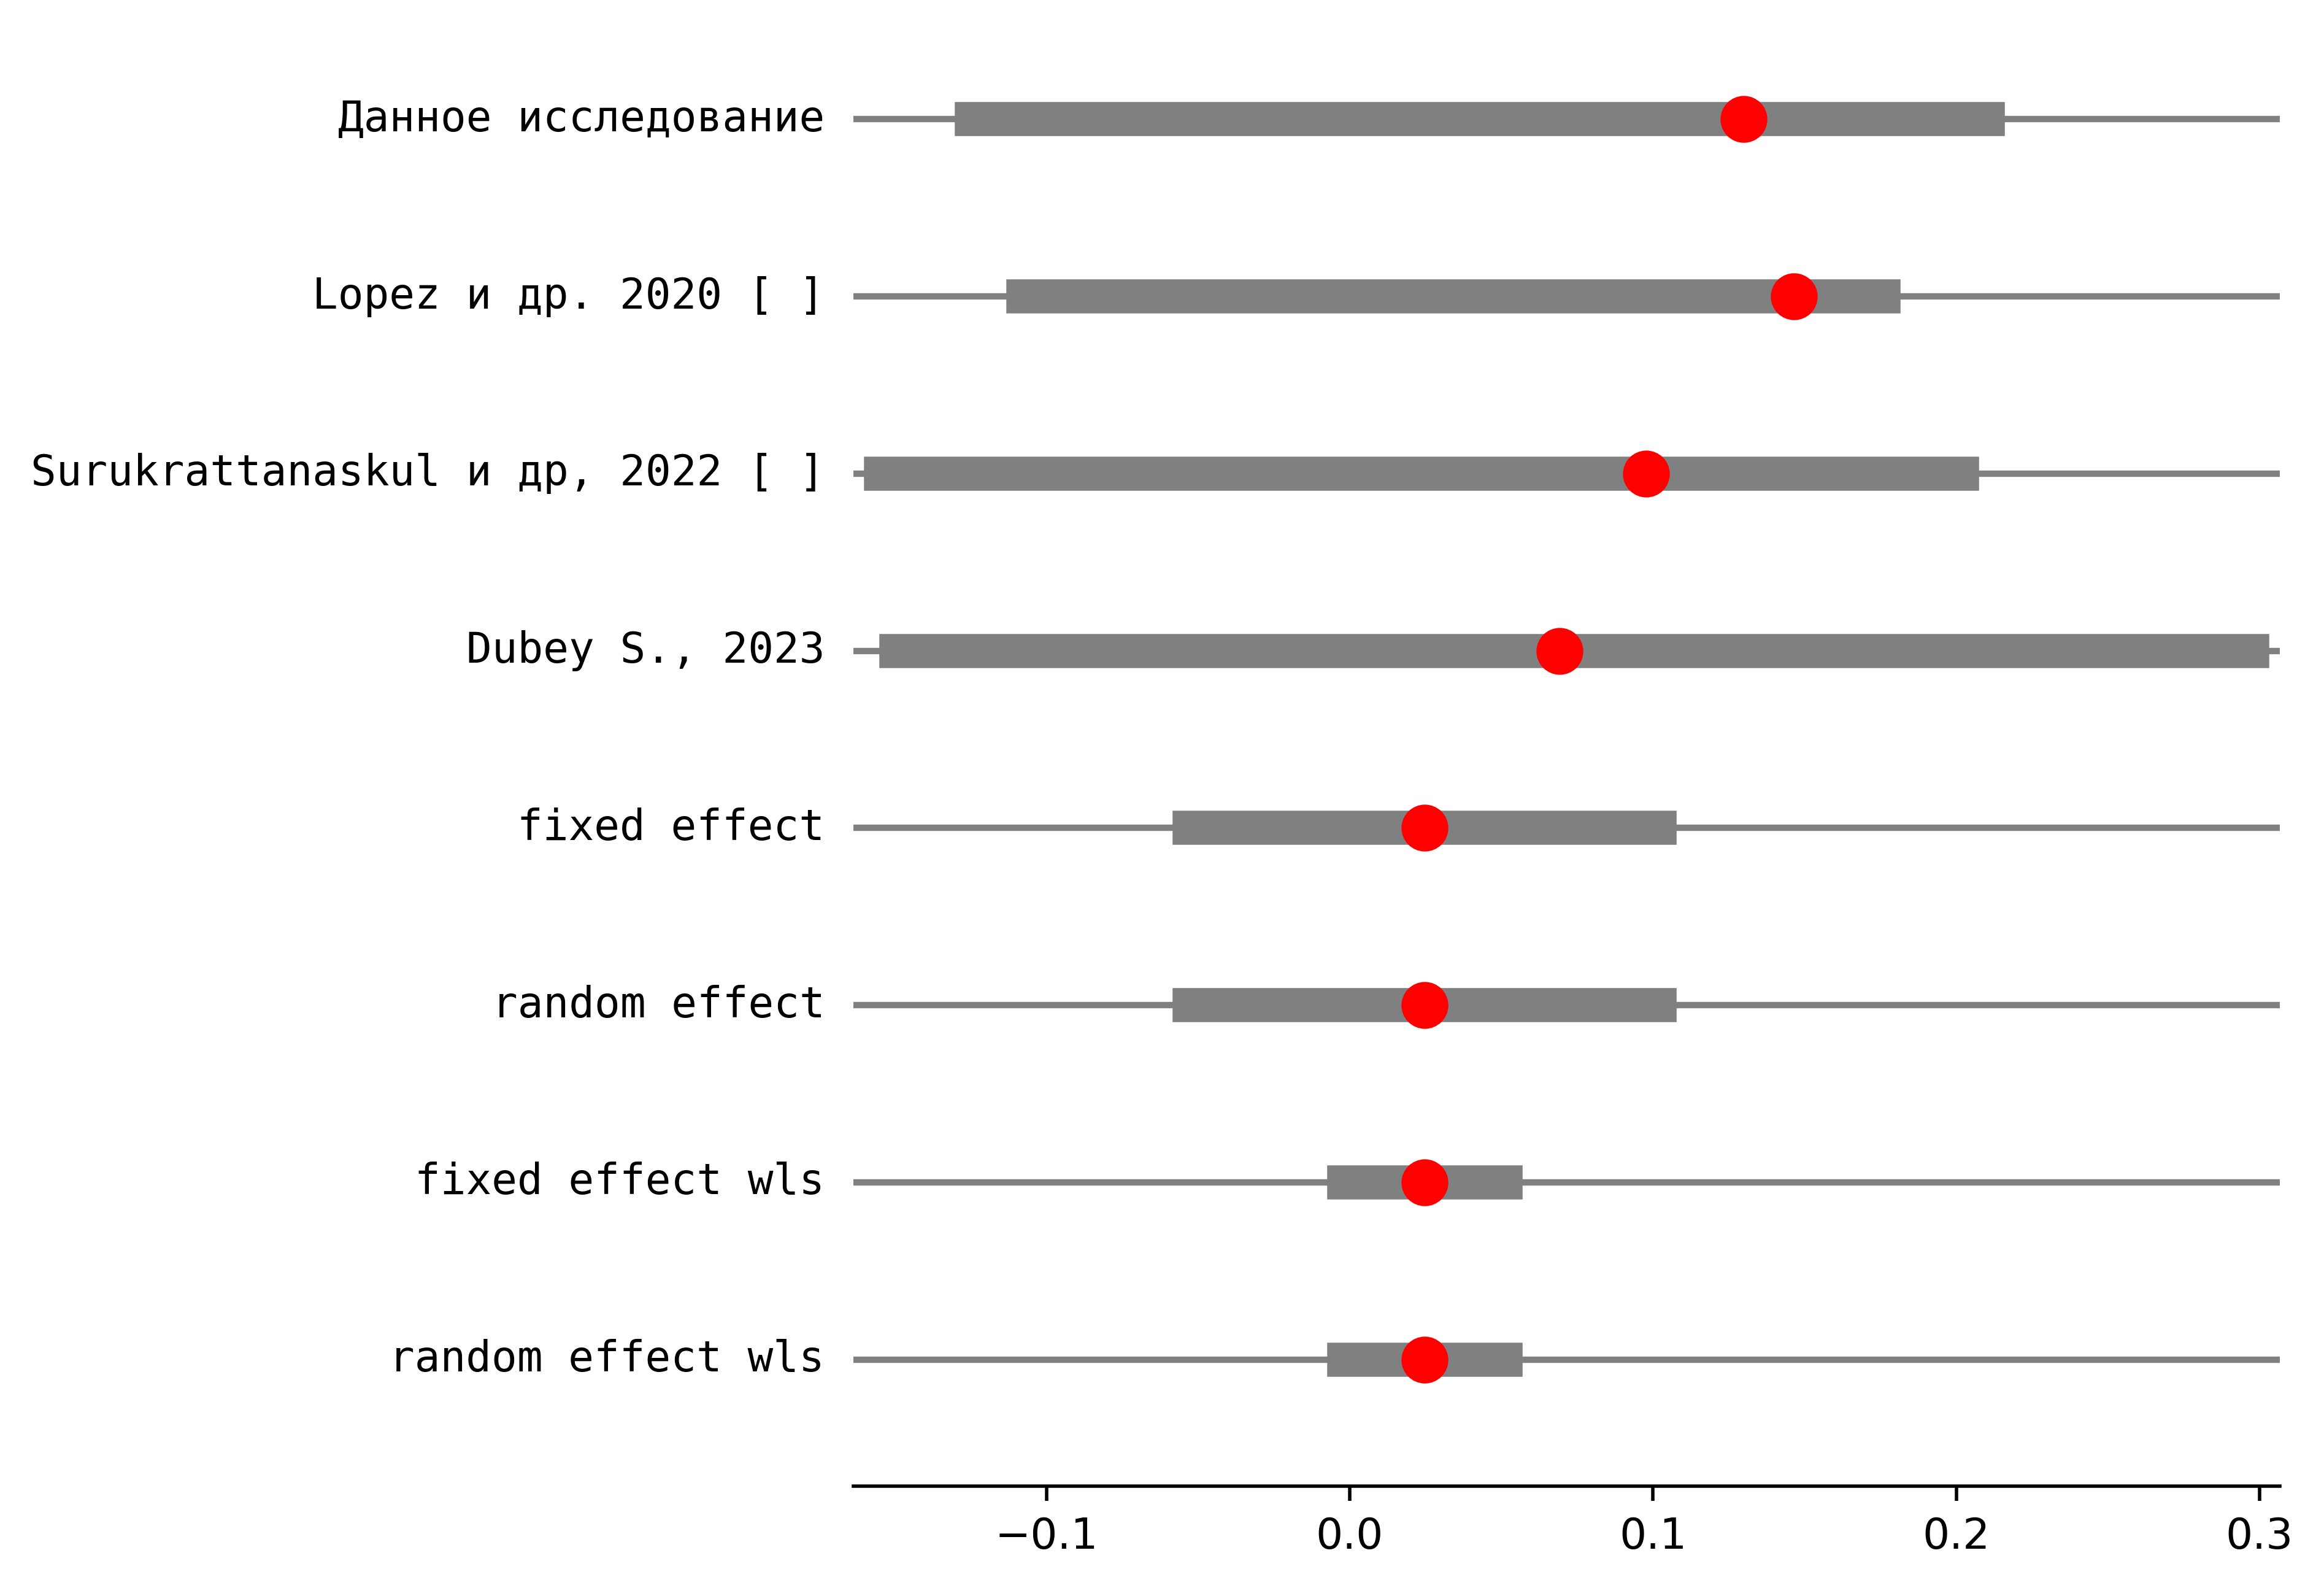 Данное исследование
Lopez и др. 2020 [ ]
Surukrattanaskul и др, 2022 [ ]
Dubey S., 2023
fixed effect
random effect
fixed effect wls
random effect wls
−0.1 0.0 0.1 0.2 0.3